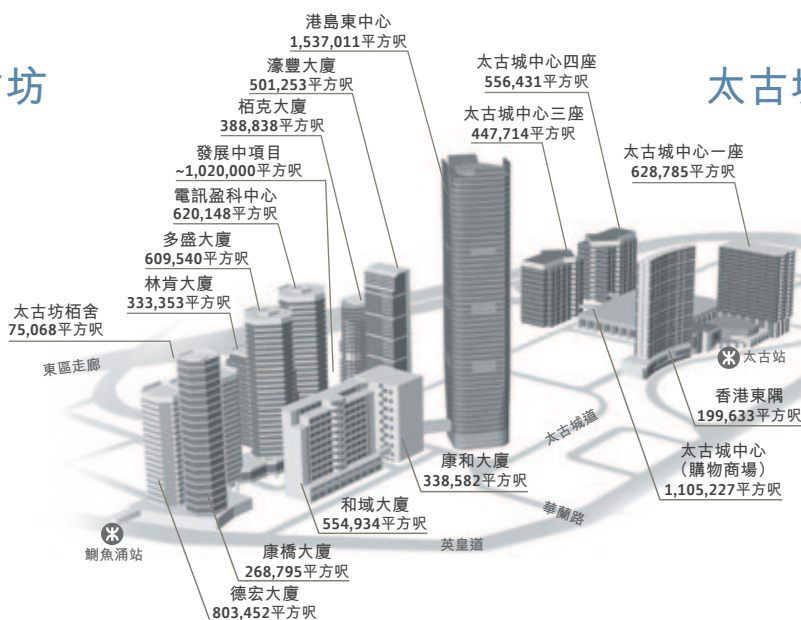 坊
太古城
港島東中心
1,537,011平方呎
濠豐大廈
501,253平方呎
栢克大廈
388,838平方呎
發展中項目
~1,020,000平方呎
電訊盈科中心
620,148平方呎
多盛大廈
609,540平方呎
林肯大廈
333,353平方呎
太古坊栢舍
75,068平方呎
東區走廊
太古城中心四座
556,431平方呎
太古城中心三座
447,714平方呎
太古城中心一座
628,785平方呎
太古站
香港東隅
199,633平方呎
太古城中心
（購物商場）
1,105,227平方呎
太古城道
華蘭路
英皇道
康和大廈
338,582平方呎
和域大廈
554,934平方呎
康橋大廈
268,795平方呎
德宏大廈
803,452平方呎
鰂魚涌站